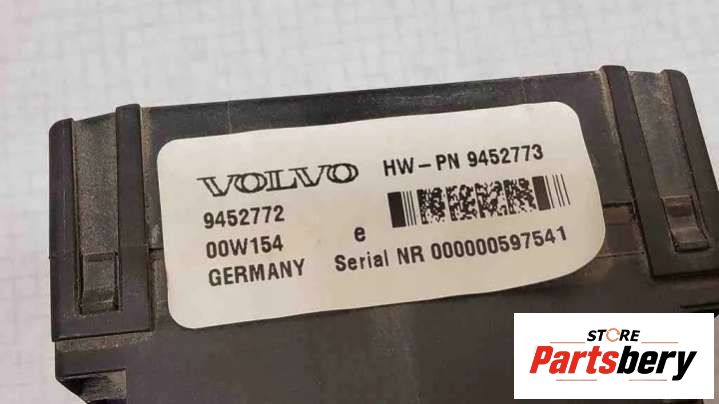 VOLVO
HW-PN 9452773
9452772
00W154
e
GERMANY
Serial NR 000000597541
STORE
Partsbery